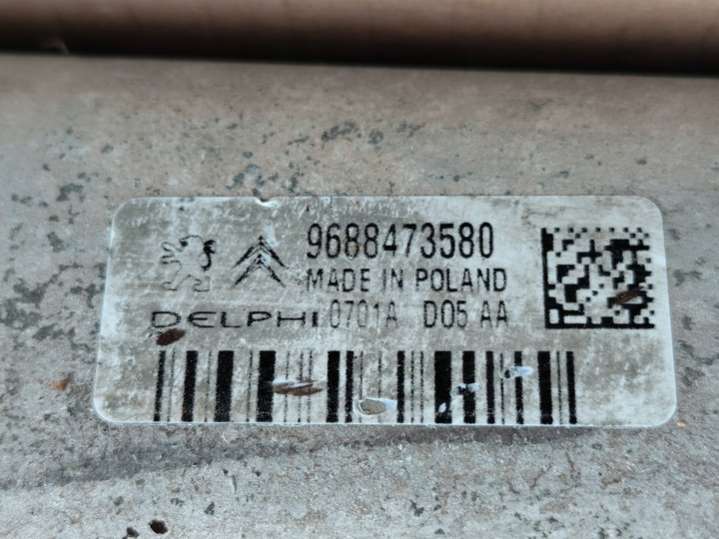 9688473580
MADE IN POLAND
DELPHI 0701A D05 AA